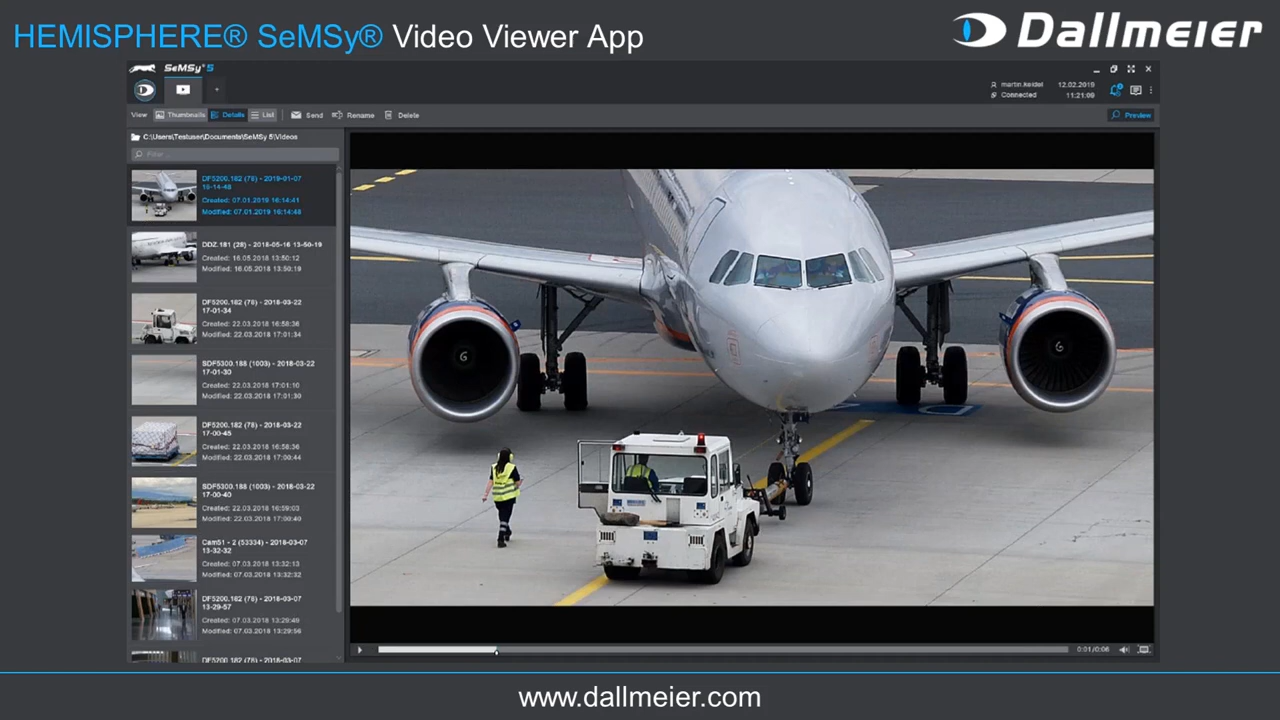 HEMISPHERE® SeMSy® Video Viewer App
Dallmeier
SeMSy® 5
martin.keidel
Connected
12.02.2019
11:21:09
View
Thumbnails
Details
List
Send
Rename
Delete
Preview
C:\Users\Testuser\Documents\SeMSy 5\Videos
Filter ...
DF5200.182 (78) - 2019-01-07
16-14-48
Created: 07.01.2019 16:14:41
Modified: 07.01.2019 16:14:48
DDZ.181 (28) - 2018-05-16 13-50-19
Created: 16.05.2018 13:50:12
Modified: 16.05.2018 13:50:19
DF5200.182 (78) - 2018-03-22
17-01-34
Created: 22.03.2018 16:58:36
Modified: 22.03.2018 17:01:34
SDF5300.188 (1003) - 2018-03-22
17-01-30
Created: 22.03.2018 17:01:10
Modified: 22.03.2018 17:01:30
DF5200.182 (78) - 2018-03-22
17-00-45
Created: 22.03.2018 16:58:36
Modified: 22.03.2018 17:00:44
SDF5300.188 (1003) - 2018-03-22
17-00-40
Created: 22.03.2018 16:59:03
Modified: 22.03.2018 17:00:40
Cam51 - 2 (53334) - 2018-03-07
13-32-32
Created: 07.03.2018 13:32:13
Modified: 07.03.2018 13:32:32
DF5200.182 (78) - 2018-03-07
13-29-57
Created: 07.03.2018 13:29:49
Modified: 07.03.2018 13:29:56
DF5200.182 (78) - 2018-03-07
0:01/0:06
www.dallmeier.com